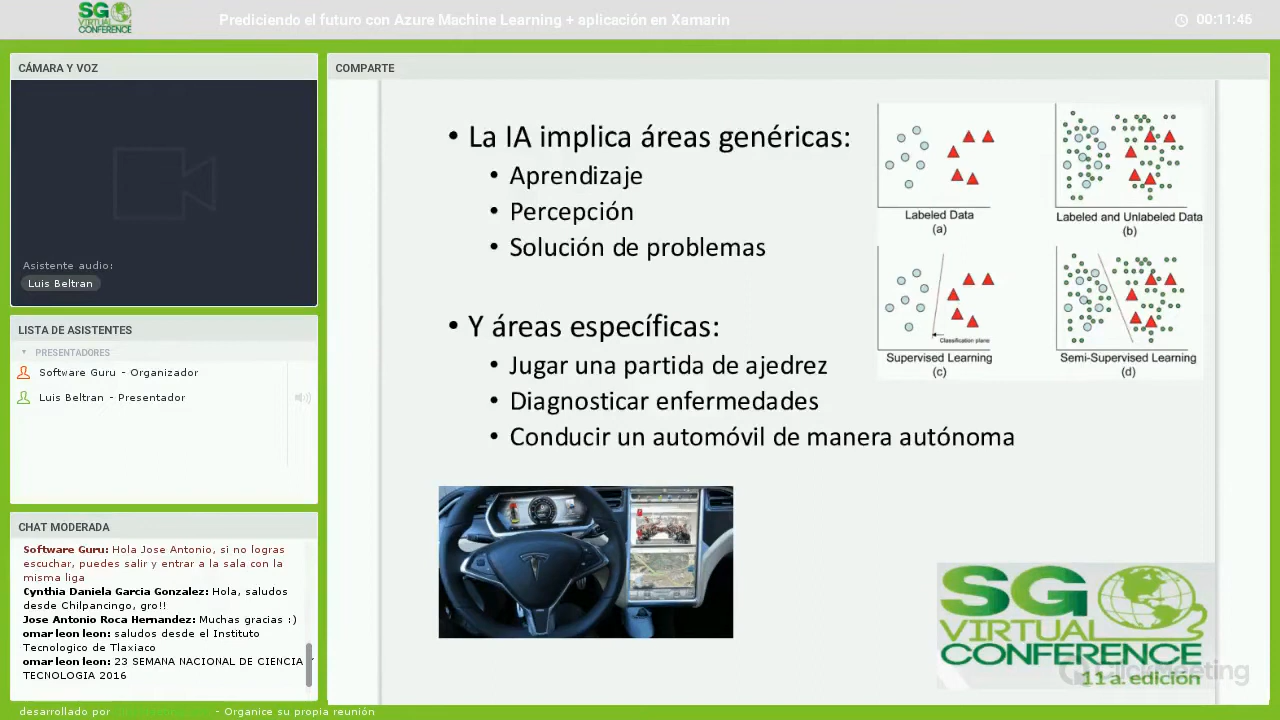 SG
VIRTUAL
CONFERENCE
Prediciendo el futuro con Azure Machine Learning + aplicación en Xamarin
00:11:46
CÁMARA Y VOZ
Asistente audio:
Luis Beltran
LISTA DE ASISTENTES
PRESENTADORES
Software Guru - Organizador
Luis Beltran - Presentador
CHAT MODERADA
Software Guru: Hola Jose Antonio, si no logras
escuchar, puedes salir y entrar a la sala con la
misma liga
Cynthia Daniela Garcia Gonzalez: Hola, saludos
desde Chilpancingo, gro!!
Jose Antonio Roca Hernandez: Muchas gracias :)
omar leon leon: saludos desde el Instituto
Tecnologico de Tlaxiaco
omar leon leon: 23 SEMANA NACIONAL DE CIENCIA Y
TECNOLOGIA 2016
desarrollado por - Organice su propia reunión
COMPARTE
• La IA implica áreas genéricas:
• Aprendizaje
• Percepción
• Solución de problemas
• Y áreas específicas:
• Jugar una partida de ajedrez
• Diagnosticar enfermedades
• Conducir un automóvil de manera autónoma
Labeled Data
(a)
Labeled and Unlabeled Data
(b)
Classification plane
Supervised Learning
(c)
Semi-Supervised Learning
(d)
SG
VIRTUAL
CONFERENCE
11a. edición
ClickMeeting